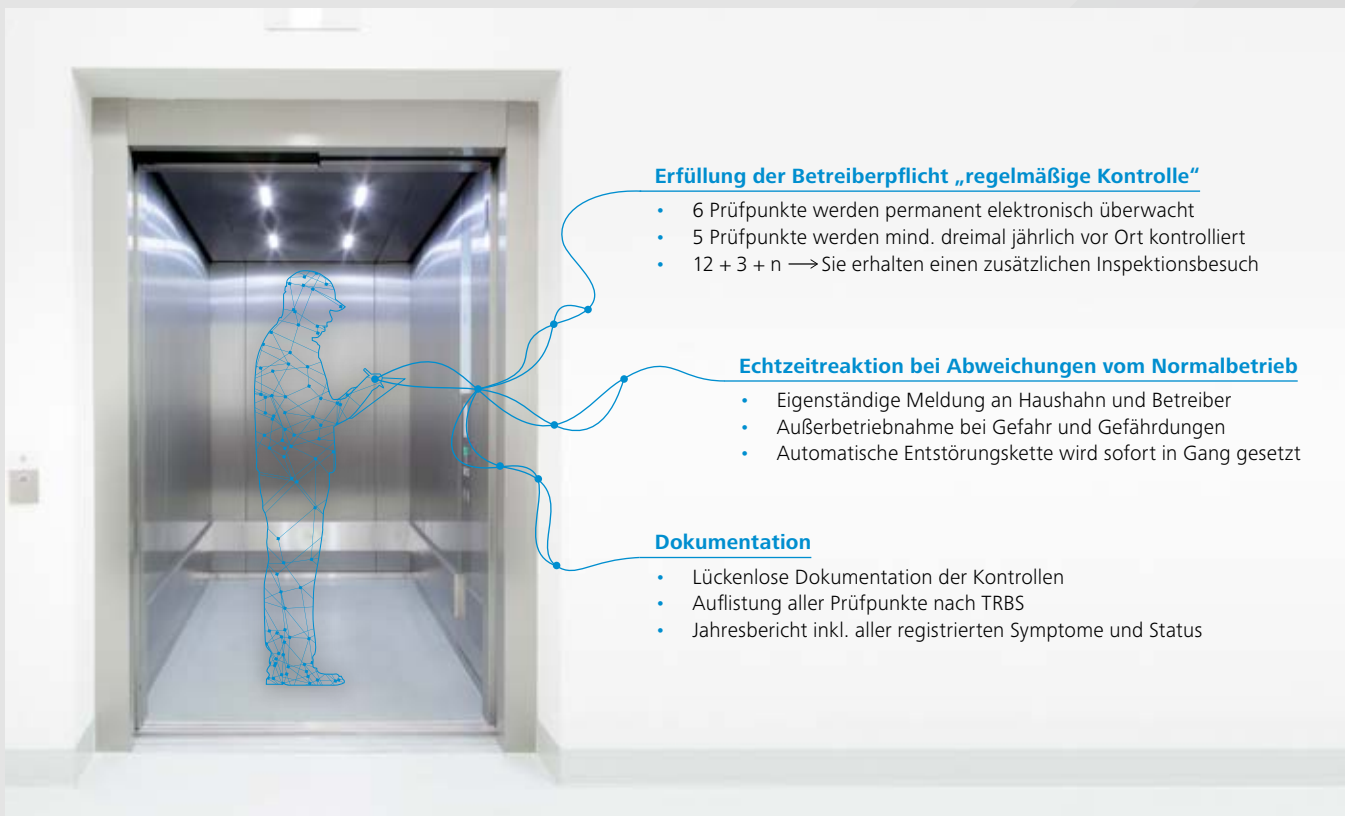 Erfüllung der Betreiberpflicht „regelmäßige Kontrolle“
• 6 Prüfpunkte werden permanent elektronisch überwacht
• 5 Prüfpunkte werden mind. dreimal jährlich vor Ort kontrolliert
• 12 + 3 + n ⟶ Sie erhalten einen zusätzlichen Inspektionsbesuch
Echtzeitreaktion bei Abweichungen vom Normalbetrieb
• Eigenständige Meldung an Haushahn und Betreiber
• Außerbetriebnahme bei Gefahr und Gefährdungen
• Automatische Entstörungskette wird sofort in Gang gesetzt
Dokumentation
• Lückenlose Dokumentation der Kontrollen
• Auflistung aller Prüfpunkte nach TRBS
• Jahresbericht inkl. aller registrierten Symptome und Status